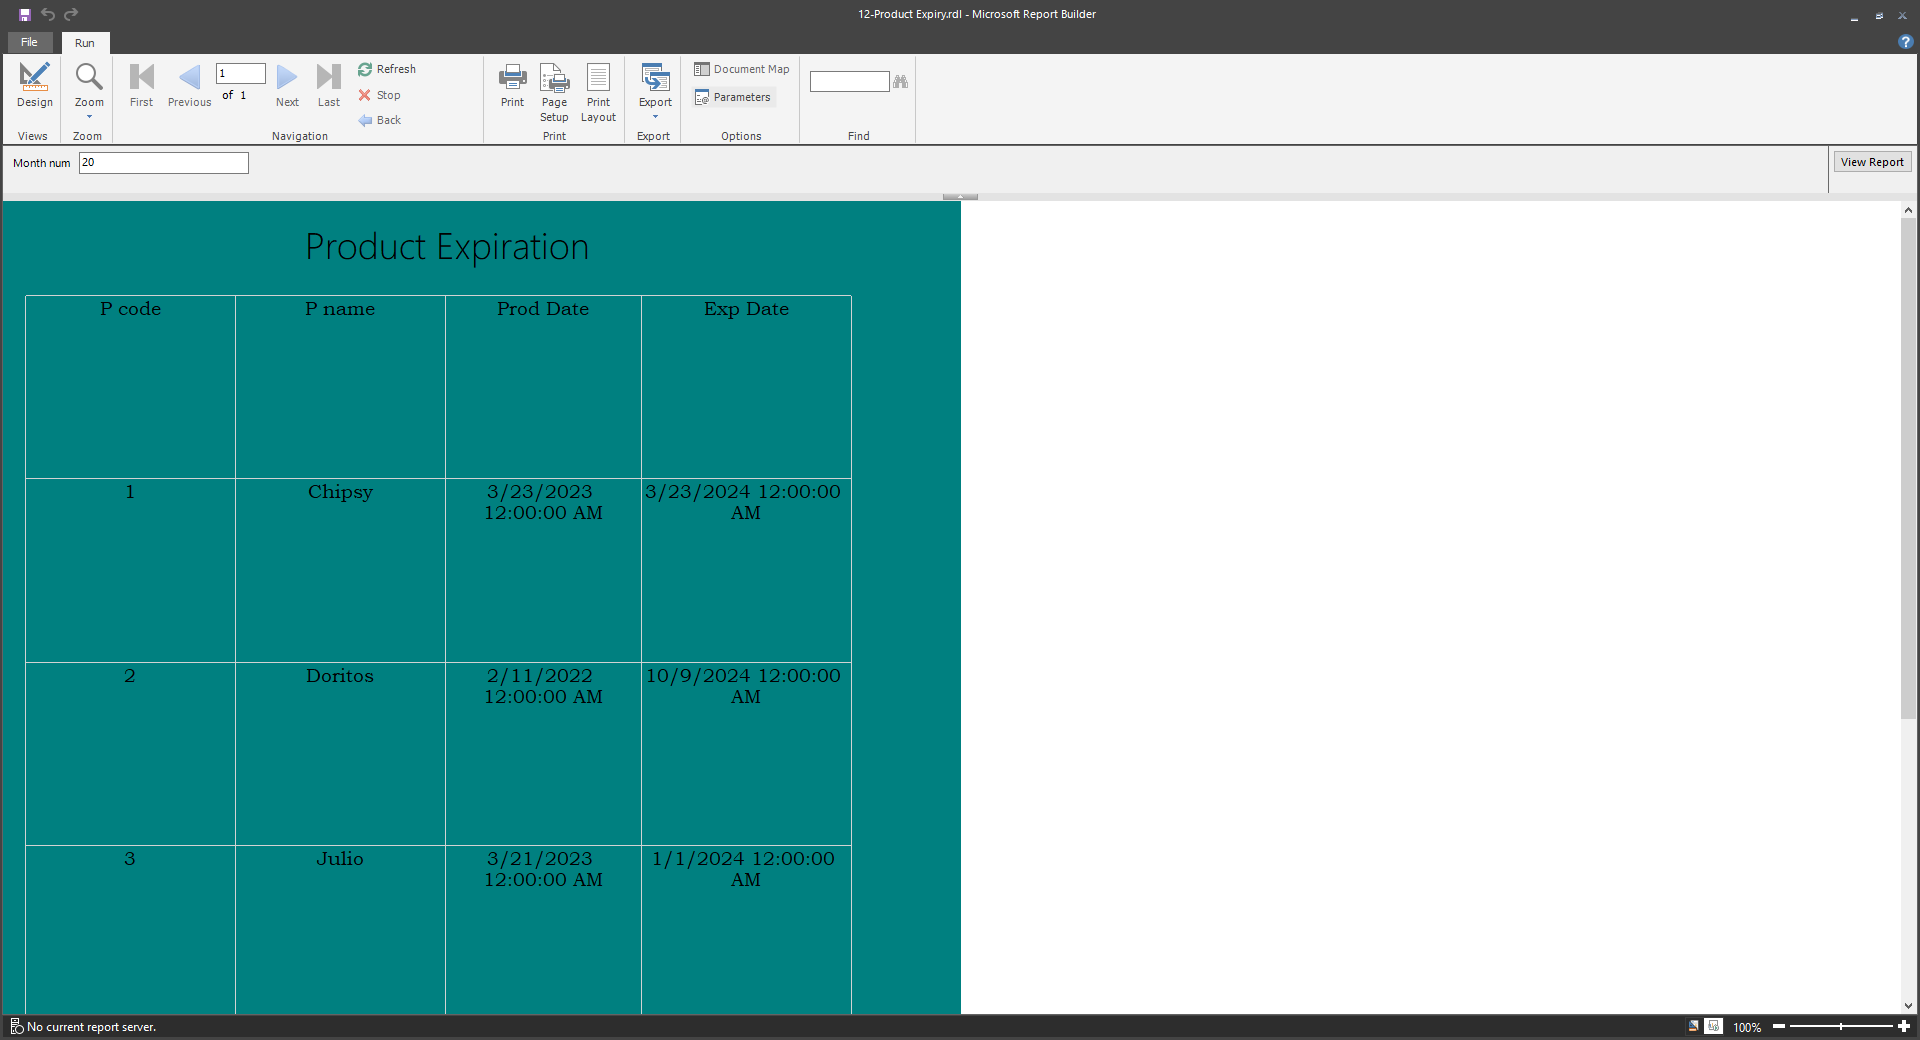 12-Product Expiry.rdl - Microsoft Report Builder
File
Run
Design
Zoom
First
Previous
1
of 1
Next
Last
Refresh
Stop
Back
Print
Page
Setup
Print
Layout
Export
Document Map
Parameters
Views
Zoom
Navigation
Print
Export
Options
Find
Month num
20
View Report
Product Expiration
P code P name Prod Date Exp Date
1 Chipsy 3/23/2023 3/23/2024 12:00:00
12:00:00 AM AM
2 Doritos 2/11/2022 10/9/2024 12:00:00
12:00:00 AM AM
3 Julio 3/21/2023 1/1/2024 12:00:00
12:00:00 AM AM
No current report server.
100%